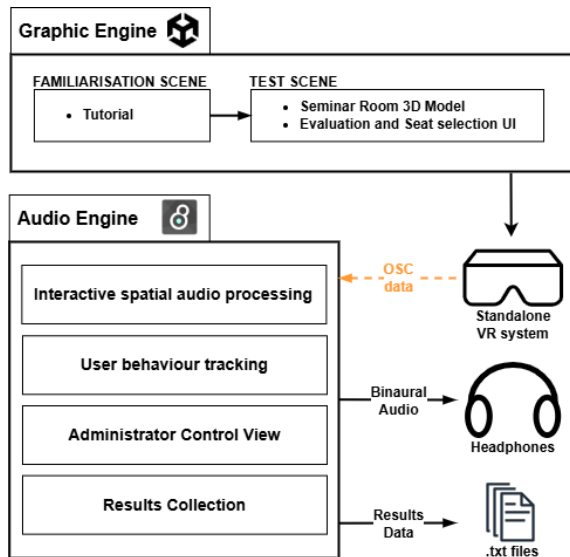 Graphic Engine
FAMILIARISATION SCENE
• Tutorial
TEST SCENE
• Seminar Room 3D Model
• Evaluation and Seat selection UI
Audio Engine
Interactive spatial audio processing
User behaviour tracking
Administrator Control View
Results Collection
OSC
data
Standalone
VR system
Binaural
Audio
Headphones
Results
Data
.txt files